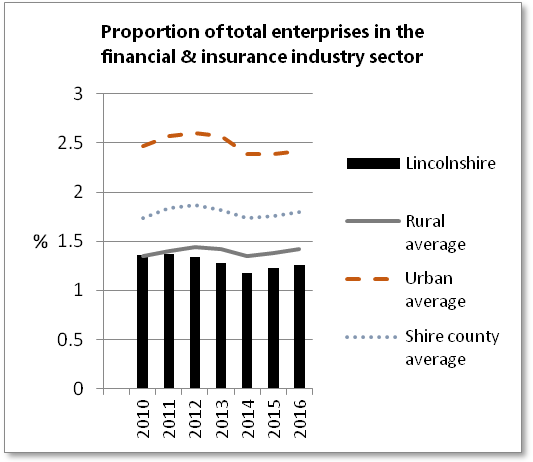 Proportion of total enterprises in the
financial & insurance industry sector
3
2.5
2
1.5
1
0.5
0
%
2010
2011
2012
2013
2014
2015
2016
Lincolnshire
Rural
average
Urban
average
Shire county
average